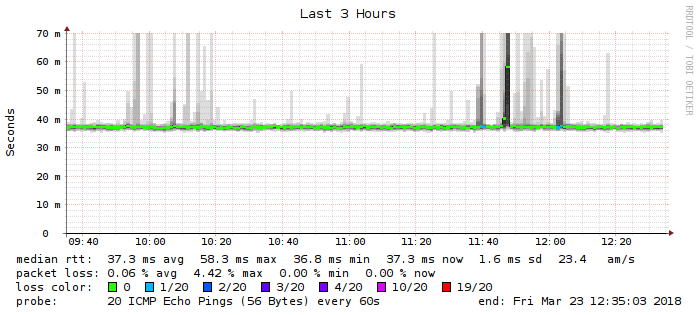 Last 3 Hours
RRDTOOL / TOBI OETIKER
Seconds
70 m
60 m
50 m
40 m
30 m
20 m
10 m
0
09:40 10:00 10:20 10:40 11:00 11:20 11:40 12:00 12:20
median rtt: 37.3 ms avg 58.3 ms max 36.8 ms min 37.3 ms now 1.6 ms sd 23.4 am/s
packet loss: 0.06 % avg 4.42 % max 0.00 % min 0.00 % now
loss color: 0 1/20 2/20 3/20 4/20 10/20 19/20
probe: 20 ICMP Echo Pings (56 Bytes) every 60s end: Fri Mar 23 12:35:03 2018